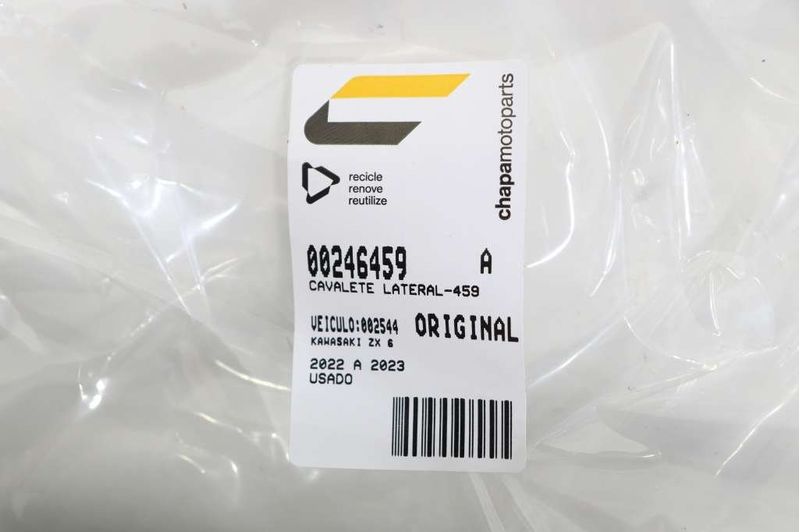 chapamotoparts
recicle
renove
reutilize
00246459 A
CAVALETE LATERAL-459
VEICULO:002544 ORIGINAL
KAWASAKI ZX 6
2022 A 2023
USADO